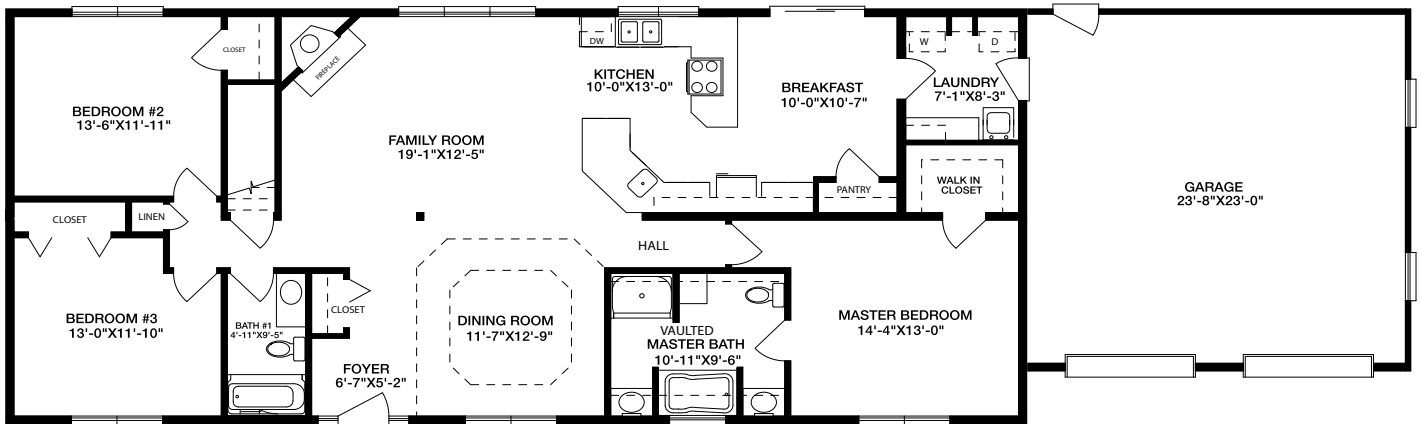 CLOSET
BEDROOM #2
13'-6"X11'-11"
FIREPLACE
FAMILY ROOM
19'-1"X12'-5"
DW
KITCHEN
10'-0"X13'-0"
BREAKFAST
10'-0"X10'-7"
PANTRY
W
D
LAUNDRY
7'-1"X8'-3"
WALK IN
CLOSET
GARAGE
23'-8"X23'-0"
CLOSET
LINEN
HALL
BEDROOM #3
13'-0"X11'-10"
BATH #1
4'-11"X9'-5"
CLOSET
FOYER
6'-7"X5'-2"
DINING ROOM
11'-7"X12'-9"
VAULTED
MASTER BATH
10'-11"X9'-6"
MASTER BEDROOM
14'-4"X13'-0"